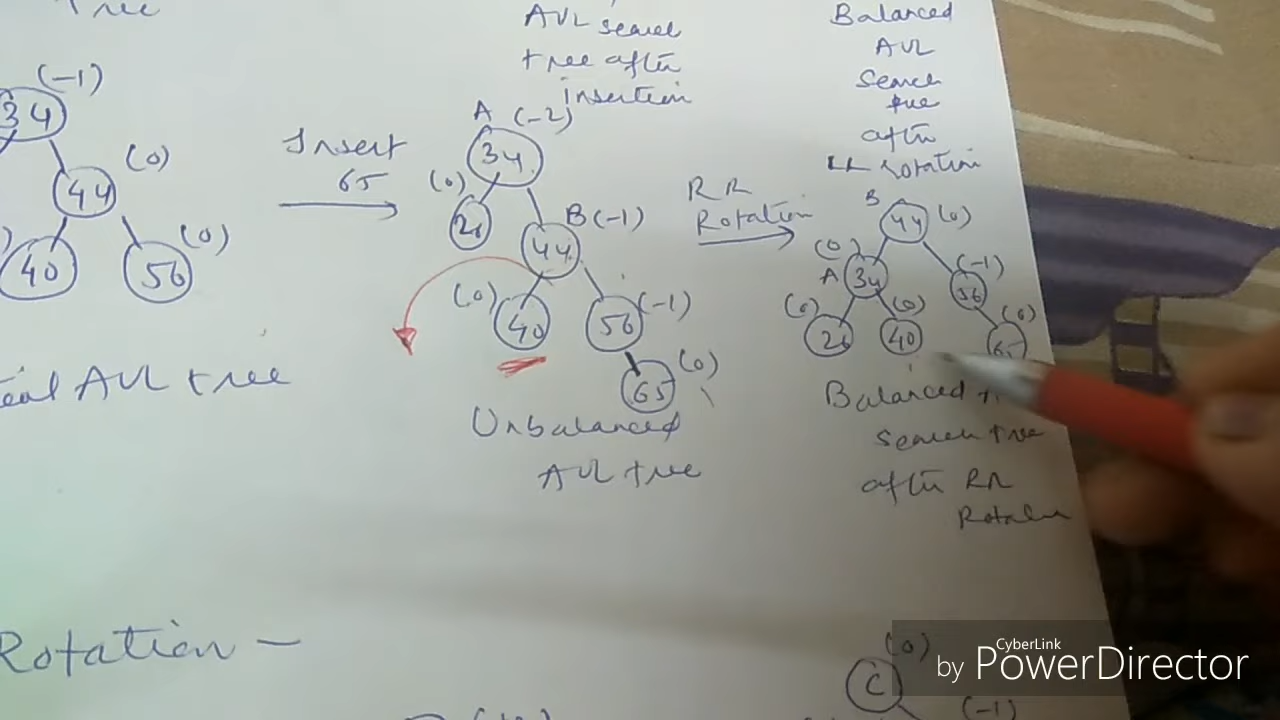 Tree
AVL search
tree after
insertion
Balanced
AVL
search
tree
after
LL rotation
(-1)
34
(0)
44
40
(0)
56
Insert
65
A (-2)
34
(0)
26
B (-1)
44
(0)
40
(-1)
56
(0)
65
Unbalanced
AVL tree
RR
Rotation
B
44
(0)
(0)
A
34
(-1)
56
(0)
26
(0)
40
(0)
65
Balanced
search tree
after RR
Rotation
AVL tree
Rotation –
(0)
C
(-1)
CyberLink
by PowerDirector